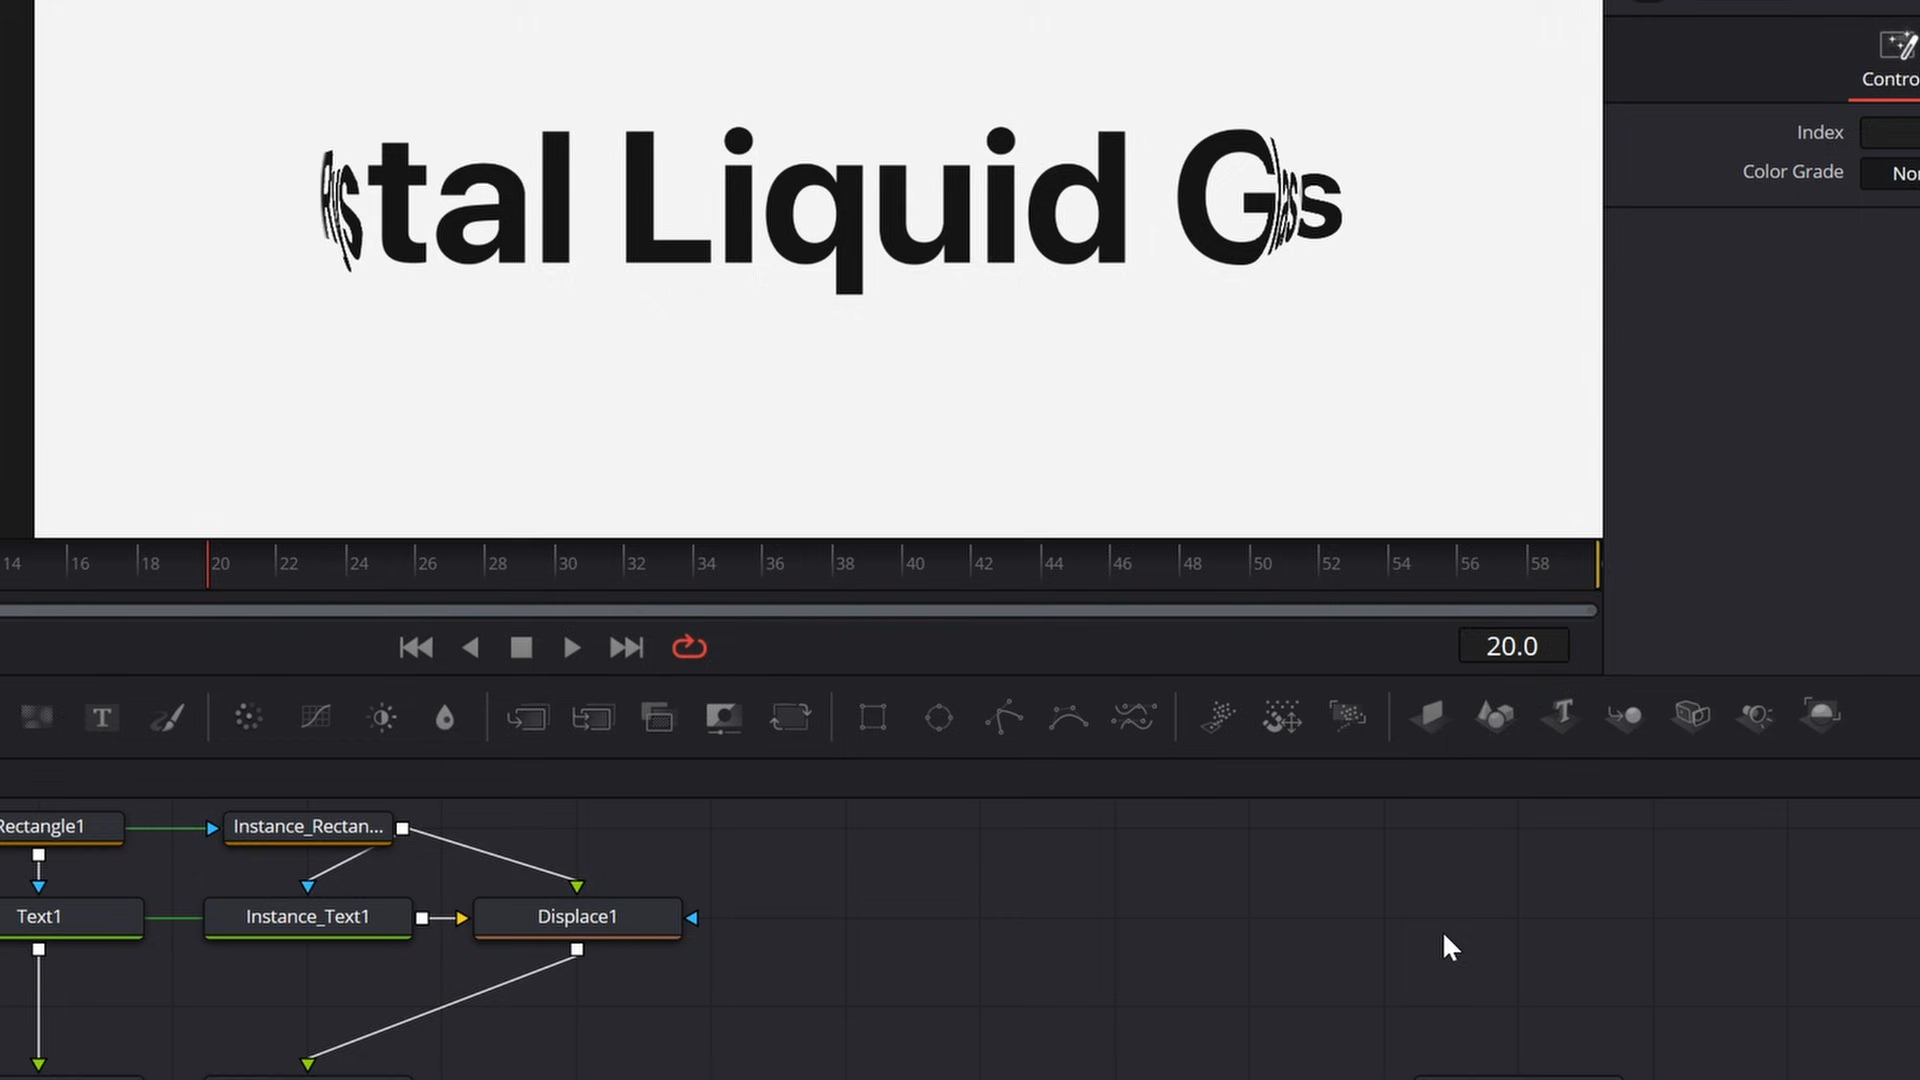 Contro
Index
Color Grade
Nor
stal Liquid G s
14 16 18 20 22 24 26 28 30 32 34 36 38 40 42 44 46 48 50 52 54 56 58
20.0
T
Rectangle1
Instance_Rectan...
Text1
Instance_Text1
Displace1